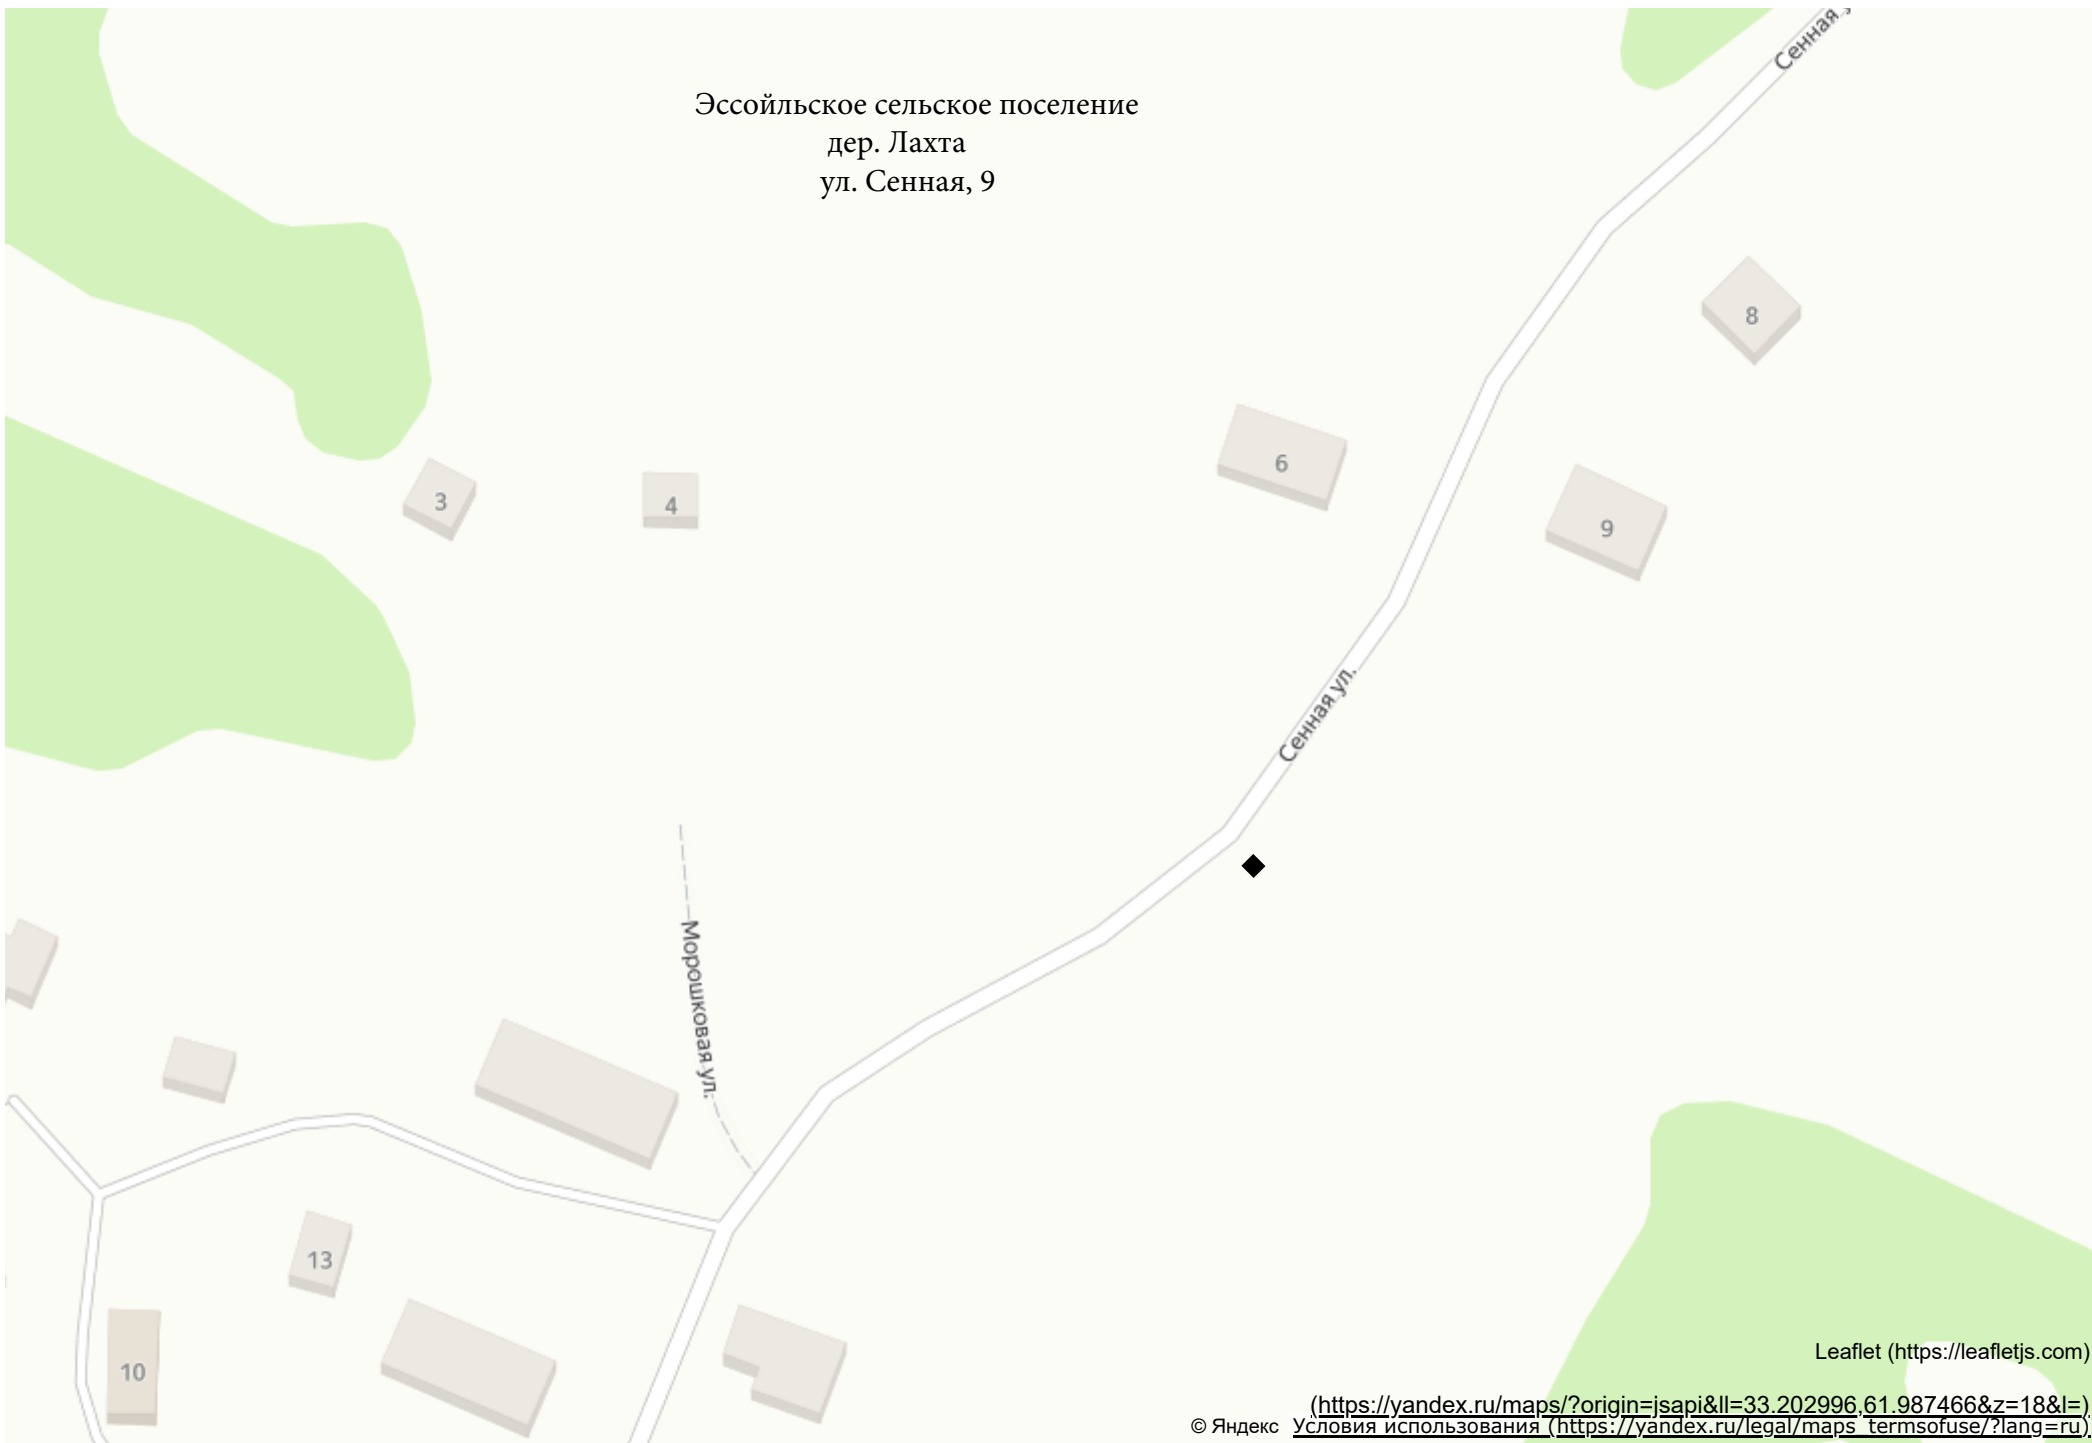 Сенная у
Эссойльское сельское поселение
дер. Лахта
ул. Сенная, 9
8
6
9
3
4
Сенная ул.
Морошковая ул.
13
10
Leaflet (https://leafletjs.com)
(https://yandex.ru/maps/?origin=jsapi&ll=33.202996,61.987466&z=18&l=)
© Яндекс Условия использования (https://yandex.ru/legal/maps_termsofuse/?lang=ru)